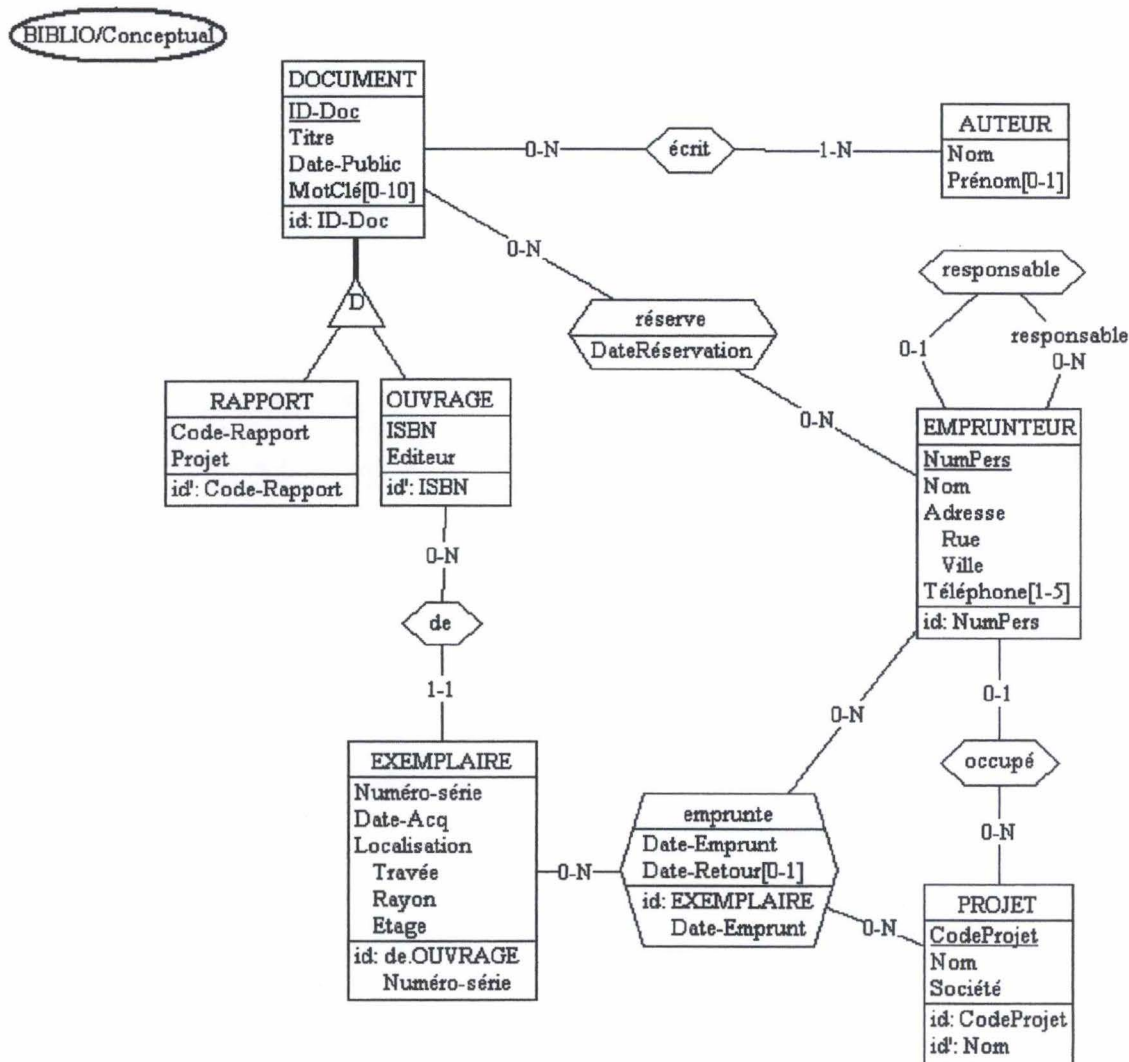 BIBLIO/Conceptual
DOCUMENT
ID-Doc
Titre
Date-Public
MotClé[0-10]
id: ID-Doc
0-N
écrit
1-N
AUTEUR
Nom
Prénom[0-1]
0-N
réserve
DateRéservation
0-N
responsable
0-1
responsable
0-N
D
RAPPORT
Code-Rapport
Projet
id': Code-Rapport
OUVRAGE
ISBN
Editeur
id': ISBN
EMPRUNTEUR
NumPers
Nom
Adresse
Rue
Ville
Téléphone[1-5]
id: NumPers
0-N
de
1-1
EXEMPLAIRE
Numéro-série
Date-Acq
Localisation
Travée
Rayon
Etage
id: de.OUVRAGE
Numéro-série
0-N
emprunte
Date-Emprunt
Date-Retour[0-1]
id: EXEMPLAIRE
Date-Emprunt
0-N
0-N
0-1
occupé
0-N
PROJET
CodeProjet
Nom
Société
id: CodeProjet
id': Nom